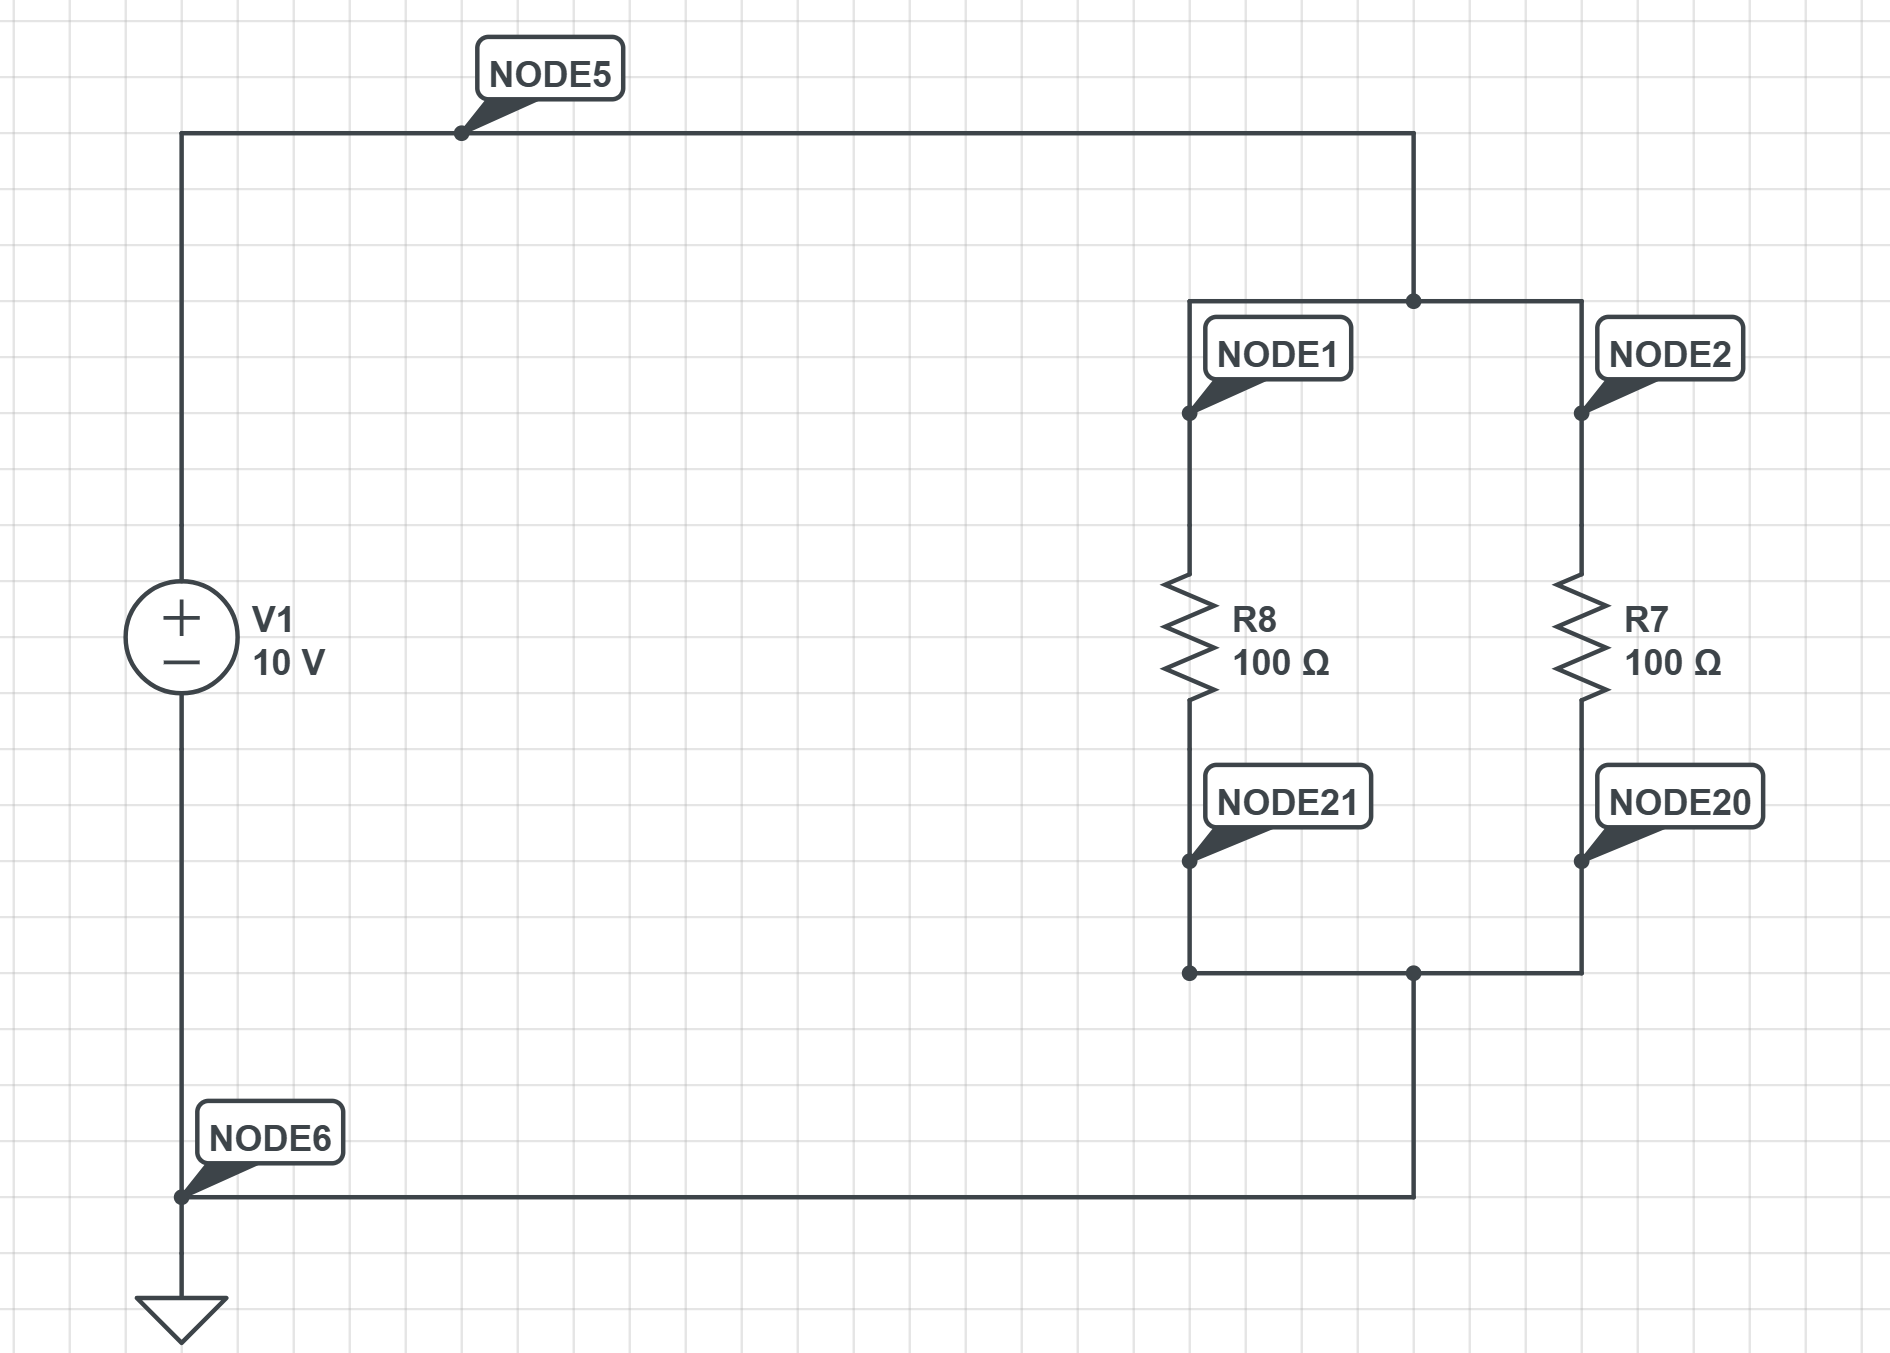 NODE5
NODE1
NODE2
V1
10 V
R8
100 Ω
R7
100 Ω
NODE21
NODE20
NODE6